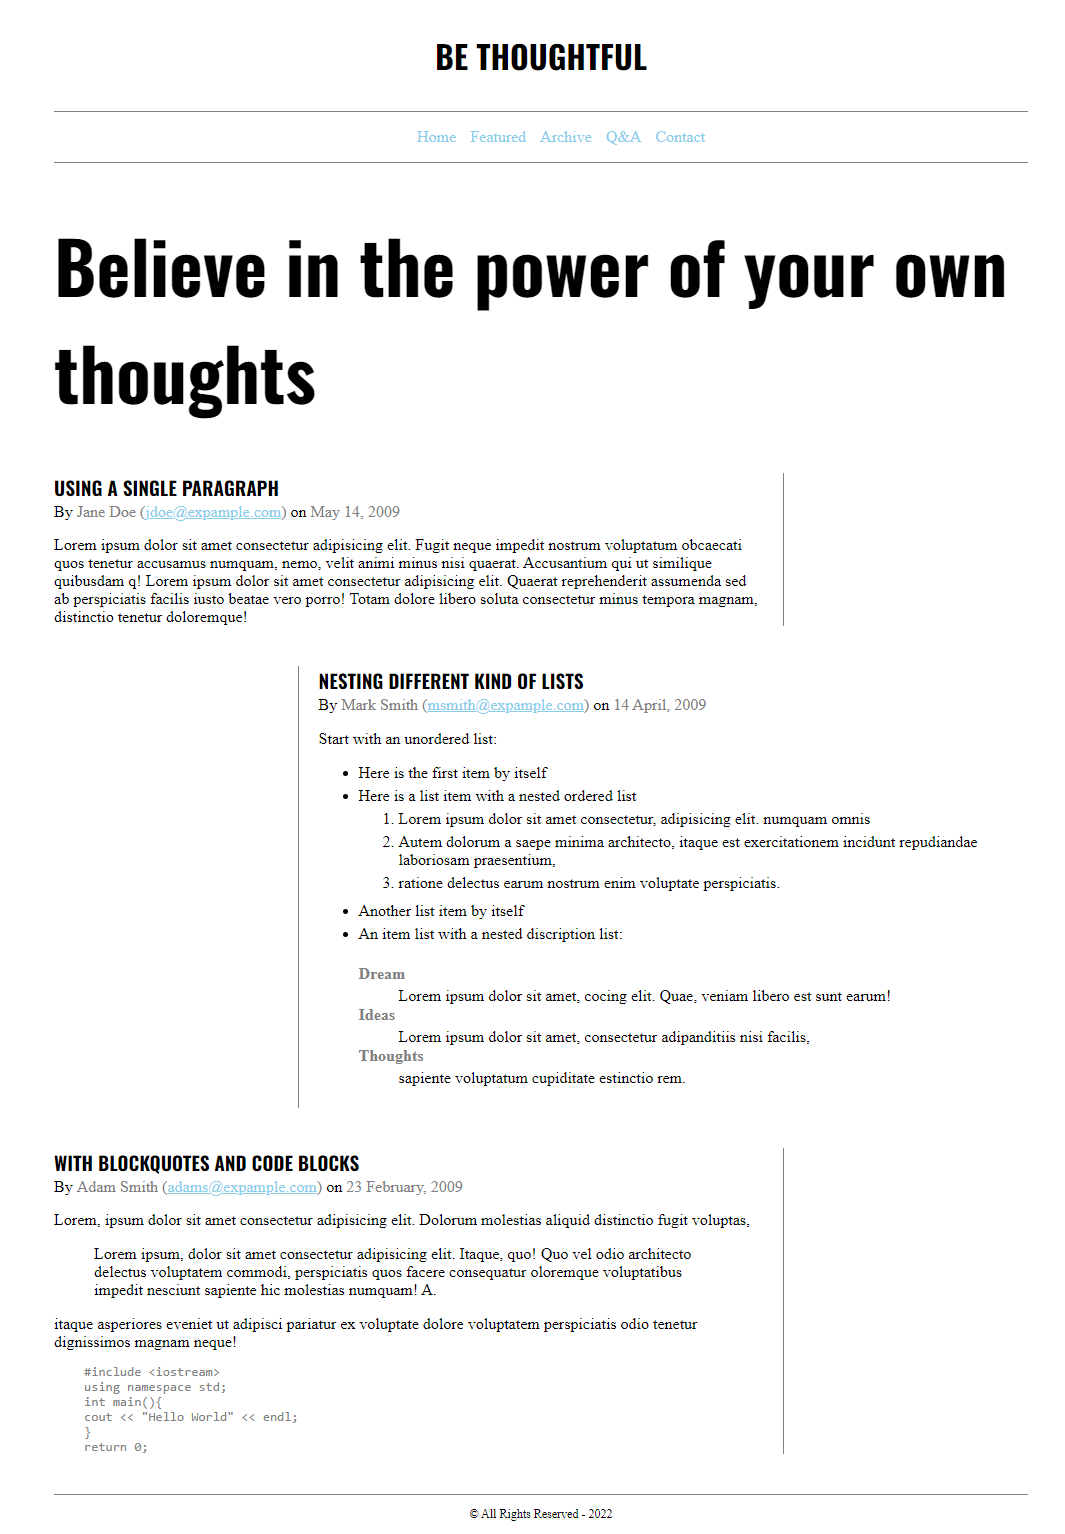 BE THOUGHTFUL
Home Featured Archive Q&A Contact
Believe in the power of your own
thoughts
USING A SINGLE PARAGRAPH
By Jane Doe (jdoe@expample.com) on May 14, 2009
Lorem ipsum dolor sit amet consectetur adipisicing elit. Fugit neque impedit nostrum voluptatum obcaecati
quos tenetur accusamus numquam, nemo, velit animi minus nisi quaerat. Accusantium qui ut similique
quibusdam q! Lorem ipsum dolor sit amet consectetur adipisicing elit. Quaerat reprehenderit assumenda sed
ab perspiciatis facilis iusto beatae vero porro! Totam dolore libero soluta consectetur minus tempora magnam,
distinctio tenetur doloremque!
NESTING DIFFERENT KIND OF LISTS
By Mark Smith (msmith@expample.com) on 14 April, 2009
Start with an unordered list:
• Here is the first item by itself
• Here is a list item with a nested ordered list
1. Lorem ipsum dolor sit amet consectetur, adipisicing elit. numquam omnis
2. Autem dolorum a saepe minima architecto, itaque est exercitationem incidunt repudiandae
laboriosam praesentium,
3. ratione delectus earum nostrum enim voluptate perspiciatis.
• Another list item by itself
• An item list with a nested discription list:
Dream
Lorem ipsum dolor sit amet, cocing elit. Quae, veniam libero est sunt earum!
Ideas
Lorem ipsum dolor sit amet, consectetur adipanditiis nisi facilis,
Thoughts
sapiente voluptatum cupiditate estinctio rem.
WITH BLOCKQUOTES AND CODE BLOCKS
By Adam Smith (adams@expample.com) on 23 February, 2009
Lorem, ipsum dolor sit amet consectetur adipisicing elit. Dolorum molestias aliquid distinctio fugit voluptas,
Lorem ipsum, dolor sit amet consectetur adipisicing elit. Itaque, quo! Quo vel odio architecto
delectus voluptatem commodi, perspiciatis quos facere consequatur oloremque voluptatibus
impedit nesciunt sapiente hic molestias numquam! A.
itaque asperiores eveniet ut adipisci pariatur ex voluptate dolore voluptatem perspiciatis odio tenetur
dignissimos magnam neque!
#include <iostream>
using namespace std;
int main(){
cout << "Hello World" << endl;
}
return 0;
© All Rights Reserved - 2022